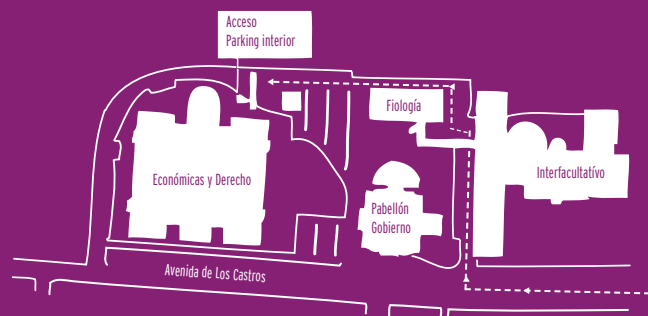 Acceso
Parking interior
Fiología
Económicas y Derecho
Interfacultatívo
Pabellón
Gobierno
Avenida de Los Castros